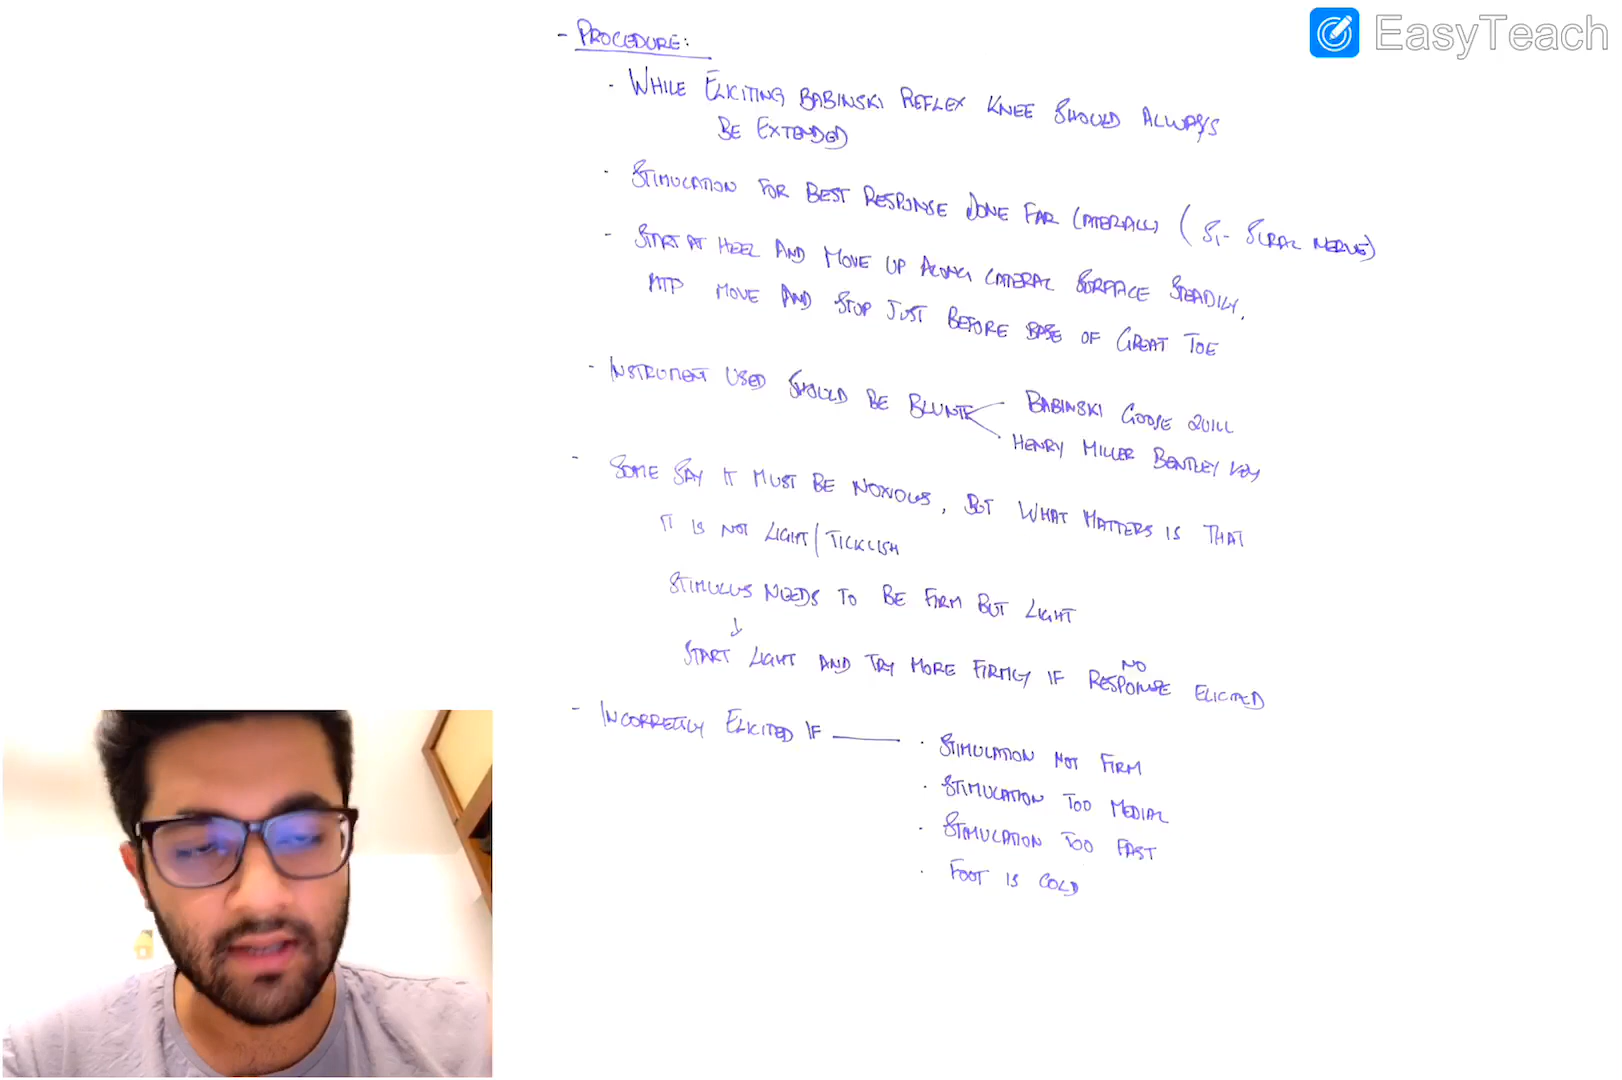 EasyTeach
- PROCEDURE:
· WHILE ELICITING BABINSKI REFLEX KNEE SHOULD ALWAYS
BE EXTENDED
· STIMULATION FOR BEST RESPONSE DONE FAR LATERALLY (S1- SURAL NERVE)
- START AT HEEL AND MOVE UP ALONG LATERAL SURFACE STEADILY.
MTP MOVE AND STOP JUST BEFORE BASE OF GREAT TOE
- INSTRUMENT USED SHOULD BE BLUNT
BABINSKI GOOSE QUILL
HENRY MILLER BENTLEY KEY
- SOME SAY IT MUST BE NOXIOUS, BUT WHAT MATTERS IS THAT
IT IS NOT LIGHT/TICKLISH
STIMULUS NEEDS TO BE FIRM BUT LIGHT
↓
START LIGHT AND TRY MORE FIRMLY IF NO RESPONSE ELICITED
- INCORRECTLY ELICITED IF
· STIMULATION NOT FIRM
· STIMULATION TOO MEDIAL
· STIMULATION TOO FAST
· FOOT IS COLD